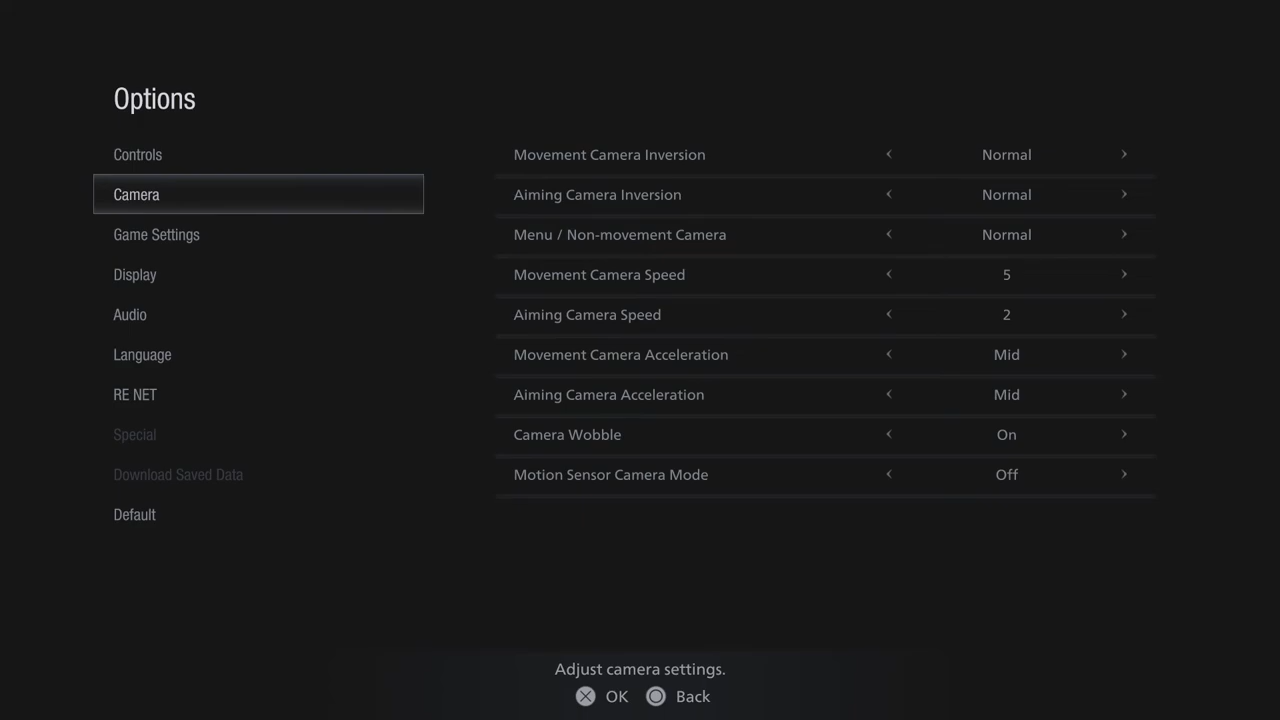 Options
Controls
Camera
Game Settings
Display
Audio
Language
RE NET
Special
Download Saved Data
Default
Movement Camera Inversion Normal
Aiming Camera Inversion Normal
Menu / Non-movement Camera Normal
Movement Camera Speed 5
Aiming Camera Speed 2
Movement Camera Acceleration Mid
Aiming Camera Acceleration Mid
Camera Wobble On
Motion Sensor Camera Mode Off
Adjust camera settings.
OK Back